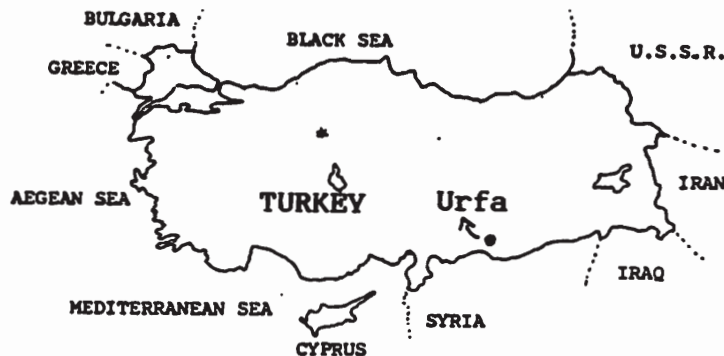 BULGARIA
BLACK SEA
U.S.S.R.
GREECE
IRAN
AEGEAN SEA
TURKEY
Urfa
IRAQ
MEDITERRANEAN SEA
SYRIA
CYPRUS